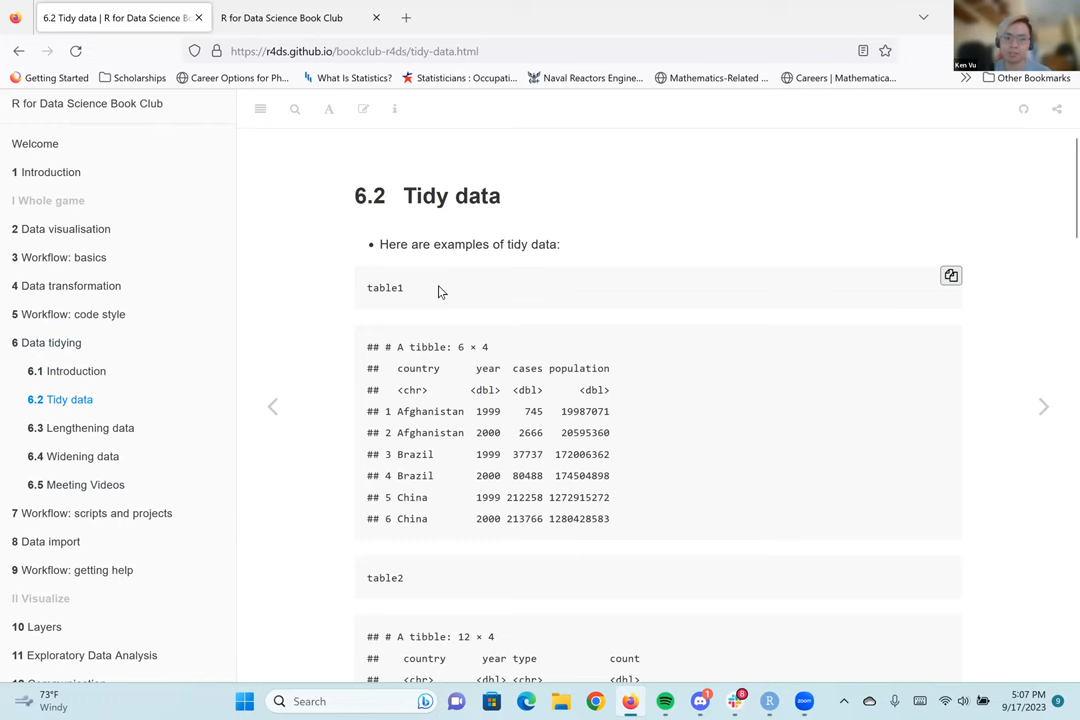 6.2 Tidy data | R for Data Science Bo
R for Data Science Book Club
https://r4ds.github.io/bookclub-r4ds/tidy-data.html
Ken Vu
Getting Started
Scholarships
Career Options for Ph...
What Is Statistics?
Statisticians : Occupati...
Naval Reactors Engine...
Mathematics-Related ...
Careers | Mathematica...
Other Bookmarks
R for Data Science Book Club
Welcome
1 Introduction
I Whole game
2 Data visualisation
3 Workflow: basics
4 Data transformation
5 Workflow: code style
6 Data tidying
6.1 Introduction
6.2 Tidy data
6.3 Lengthening data
6.4 Widening data
6.5 Meeting Videos
7 Workflow: scripts and projects
8 Data import
9 Workflow: getting help
II Visualize
10 Layers
11 Exploratory Data Analysis
6.2 Tidy data
• Here are examples of tidy data:
table1
## # A tibble: 6 × 4
## country year cases population
## <chr> <dbl> <dbl> <dbl>
## 1 Afghanistan 1999 745 19987071
## 2 Afghanistan 2000 2666 20595360
## 3 Brazil 1999 37737 172006362
## 4 Brazil 2000 80488 174504898
## 5 China 1999 212258 1272915272
## 6 China 2000 213766 1280428583
table2
## # A tibble: 12 × 4
## country year type count
## <chr> <dbl> <chr> <dbl>
73°F
Windy
Search
1
8
5:07 PM
9/17/2023
9